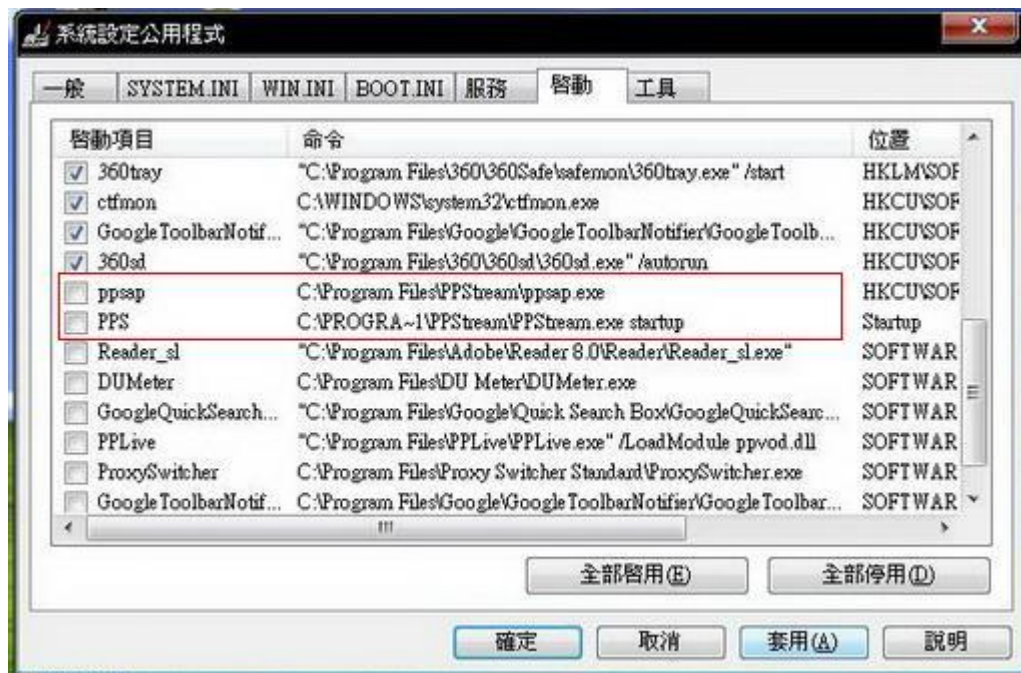 系統設定公用程式
一般 SYSTEM.INI WIN.INI BOOT.INI 服務 啓動 工具
啓動項目 命令 位置
360tray "C:\Program Files\360\360Safe\safemon\360tray.exe" /start HKLM\SOF
ctfmon C:\WINDOWS\system32\ctfmon.exe HKCU\SOF
GoogleToolbarNotif... "C:\Program Files\Google\GoogleToolbarNotifier\GoogleToolb... HKCU\SOF
360sd "C:\Program Files\360\360sd\360sd.exe" /autorun HKCU\SOF
ppsap C:\Program Files\PPStream\ppsap.exe HKCU\SOF
PPS C:\PROGRA~1\PPStream\PPStream.exe startup Startup
Reader_sl "C:\Program Files\Adobe\Reader 8.0\Reader\Reader_sl.exe" SOFTWAR
DUMeter C:\Program Files\DU Meter\DUMeter.exe SOFTWAR
GoogleQuickSearch... "C:\Program Files\Google\Quick Search Box\GoogleQuickSearc... SOFTWAR
PPLive "C:\Program Files\PPLive\PPLive.exe" /LoadModule ppvod.dll SOFTWAR
ProxySwitcher C:\Program Files\Proxy Switcher Standard\ProxySwitcher.exe SOFTWAR
GoogleToolbarNotif... C:\Program Files\Google\GoogleToolbarNotifier\GoogleToolbar... SOFTWAR
全部啓用(E) 全部停用(D)
確定 取消 套用(A) 說明